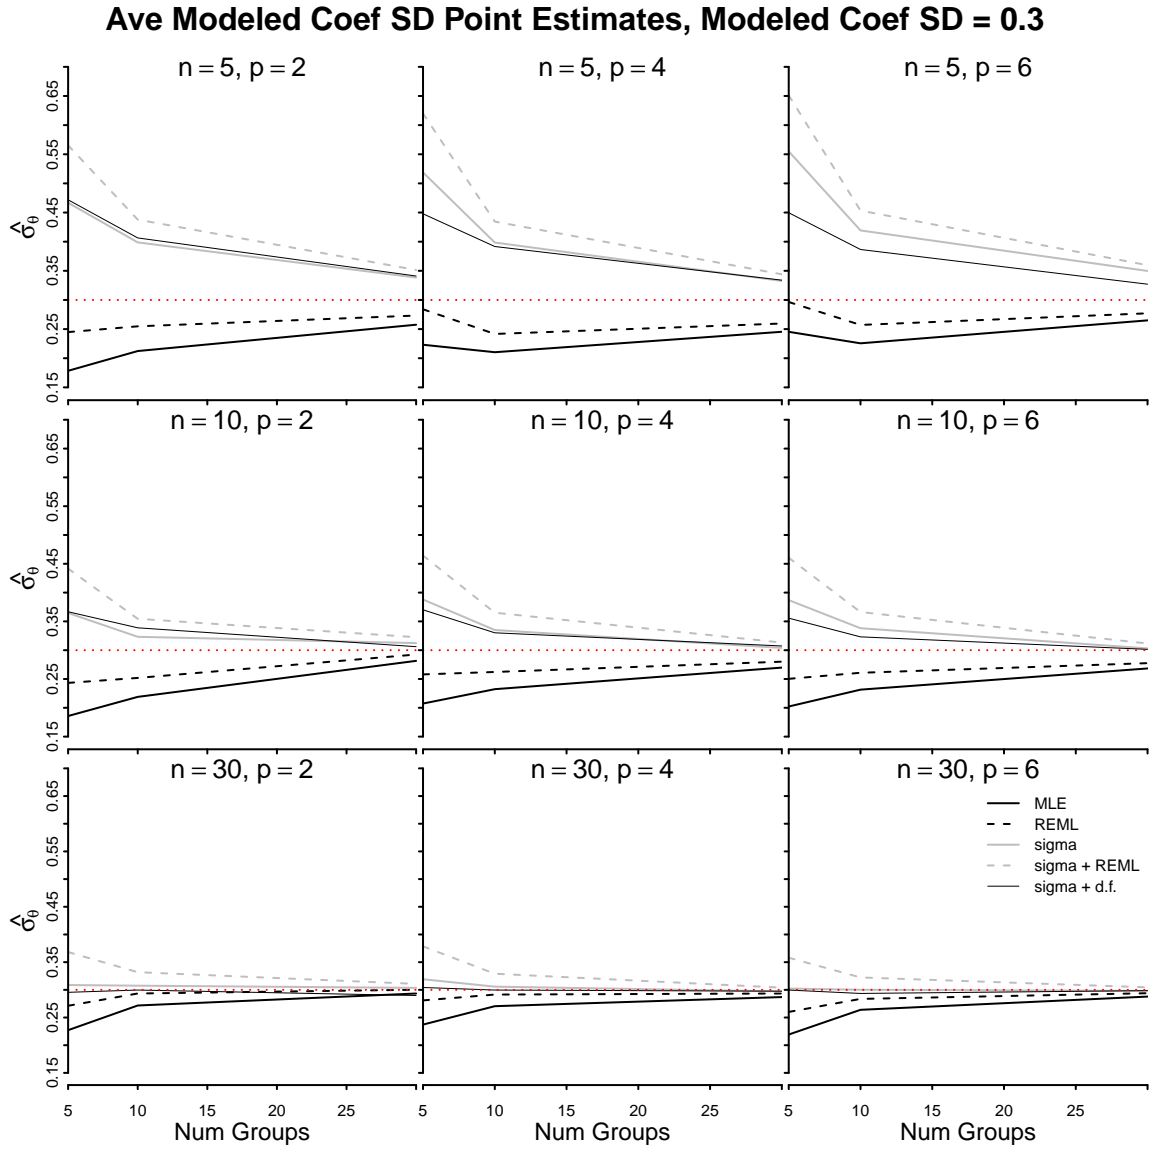 Ave Modeled Coef SD Point Estimates, Modeled Coef SD = 0.3
n = 5, p = 2
n = 5, p = 4
n = 5, p = 6
0.65
0.55
0.45
0.35
0.25
0.15
σ̂θ
n = 10, p = 2
n = 10, p = 4
n = 10, p = 6
0.65
0.55
0.45
0.35
0.25
0.15
σ̂θ
n = 30, p = 2
n = 30, p = 4
n = 30, p = 6
0.65
0.55
0.45
0.35
0.25
0.15
σ̂θ
MLE
REML
sigma
sigma + REML
sigma + d.f.
5 10 15 20 25
5 10 15 20 25
5 10 15 20 25
Num Groups
Num Groups
Num Groups